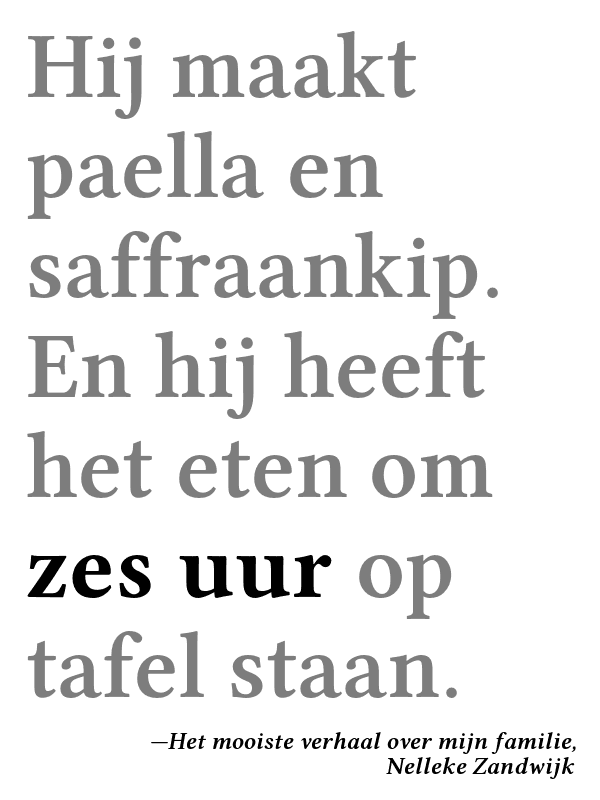 Hij maakt
paella en
saffraankip.
En hij heeft
het eten om
zes uur op
tafel staan.
—Het mooiste verhaal over mijn familie,
Nelleke Zandwijk